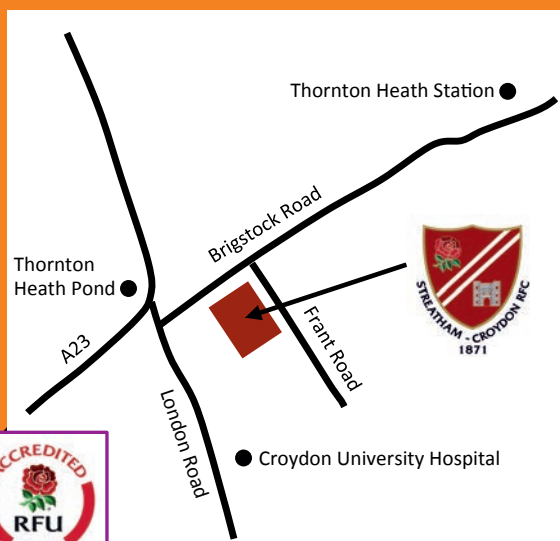 Thornton Heath Station
Brigstock Road
Thornton
Heath Pond
A23
Frant Road
STREATHAM - CROYDON RFC
1871
London Road
Croydon University Hospital
ACCREDITED
RFU